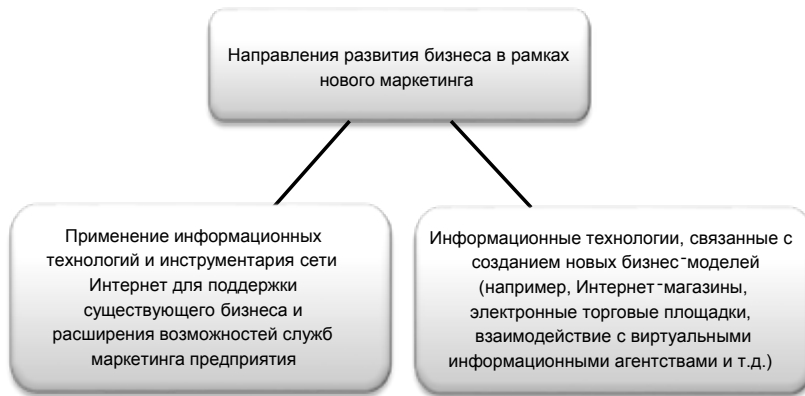 Направления развития бизнеса в рамках
нового маркетинга
Применение информационных
технологий и инструментария сети
Интернет для поддержки
существующего бизнеса и
расширения возможностей служб
маркетинга предприятия
Информационные технологии, связанные с
созданием новых бизнес-моделей
(например, Интернет-магазины,
электронные торговые площадки,
взаимодействие с виртуальными
информационными агентствами и т.д.)